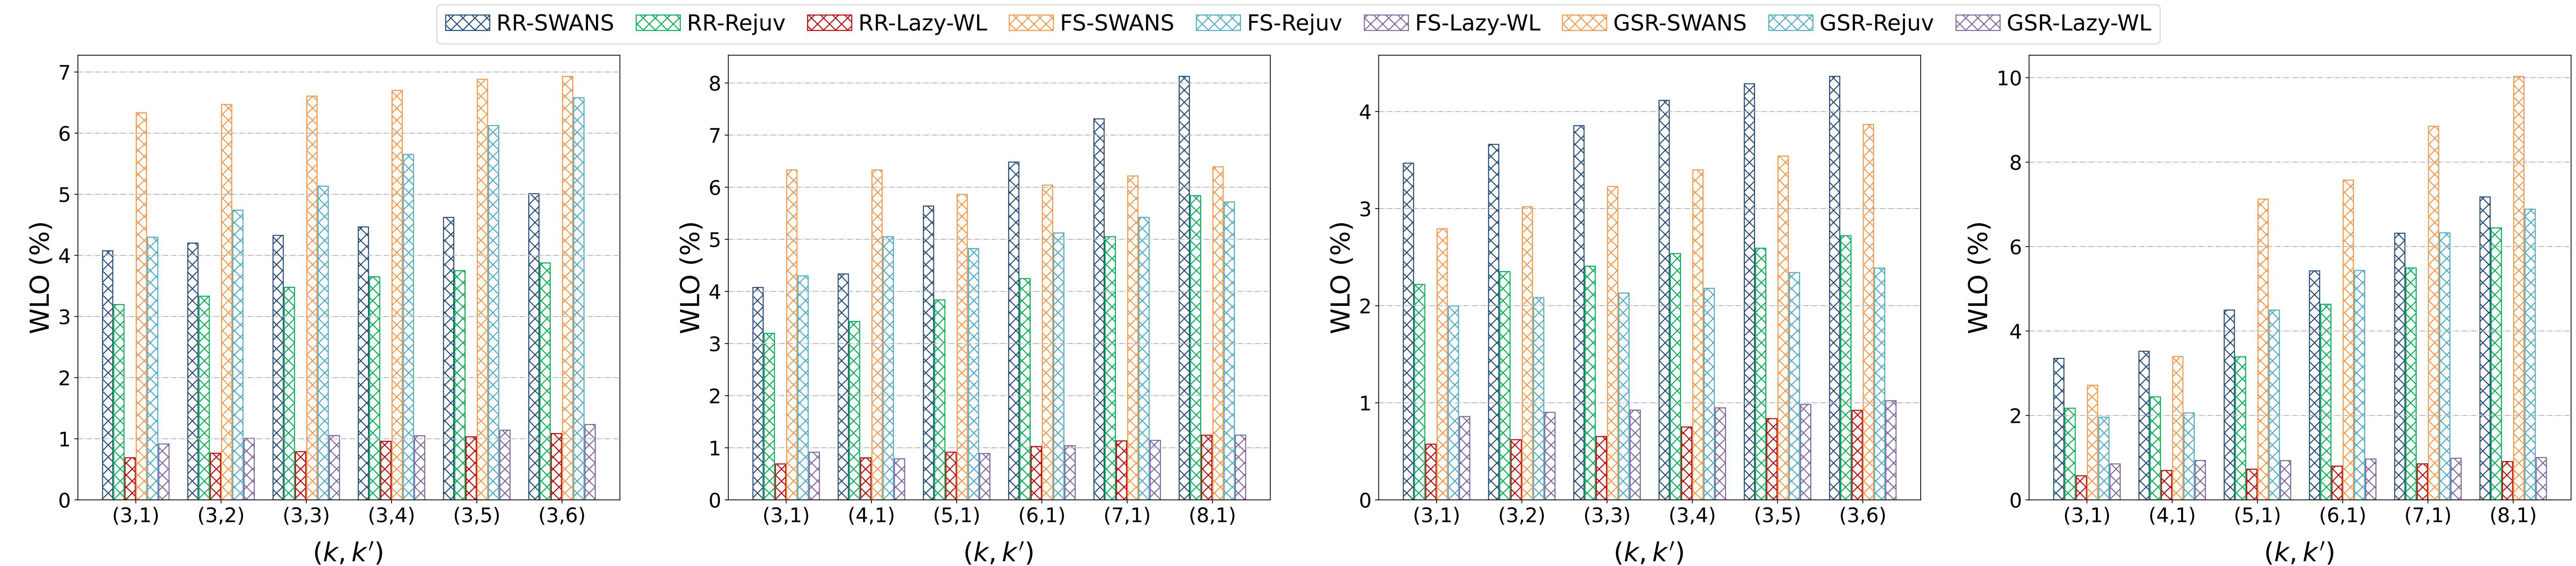 RR-SWANS RR-Rejuv RR-Lazy-WL FS-SWANS FS-Rejuv FS-Lazy-WL GSR-SWANS GSR-Rejuv GSR-Lazy-WL
7
6
5
4
3
2
1
0
WLO (%)
(3,1) (3,2) (3,3) (3,4) (3,5) (3,6)
(k, k′)
8
7
6
5
4
3
2
1
0
WLO (%)
(3,1) (4,1) (5,1) (6,1) (7,1) (8,1)
(k, k′)
4
3
2
1
0
WLO (%)
(3,1) (3,2) (3,3) (3,4) (3,5) (3,6)
(k, k′)
10
8
6
4
2
0
WLO (%)
(3,1) (4,1) (5,1) (6,1) (7,1) (8,1)
(k, k′)